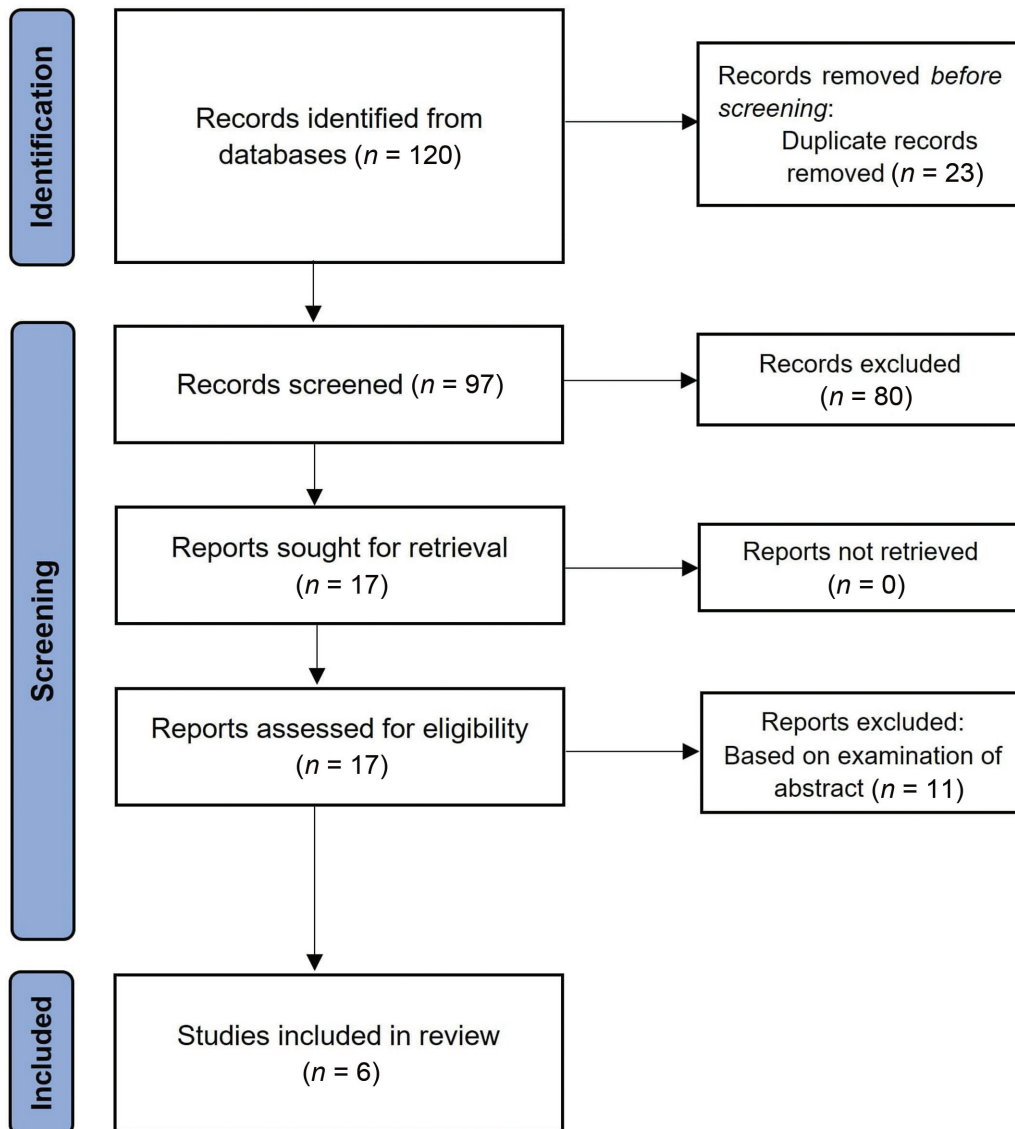 Identification
Records identified from
databases (n = 120)
Records removed before
screening:
Duplicate records
removed (n = 23)
Screening
Records screened (n = 97)
Records excluded
(n = 80)
Reports sought for retrieval
(n = 17)
Reports not retrieved
(n = 0)
Reports assessed for eligibility
(n = 17)
Reports excluded:
Based on examination of
abstract (n = 11)
Included
Studies included in review
(n = 6)